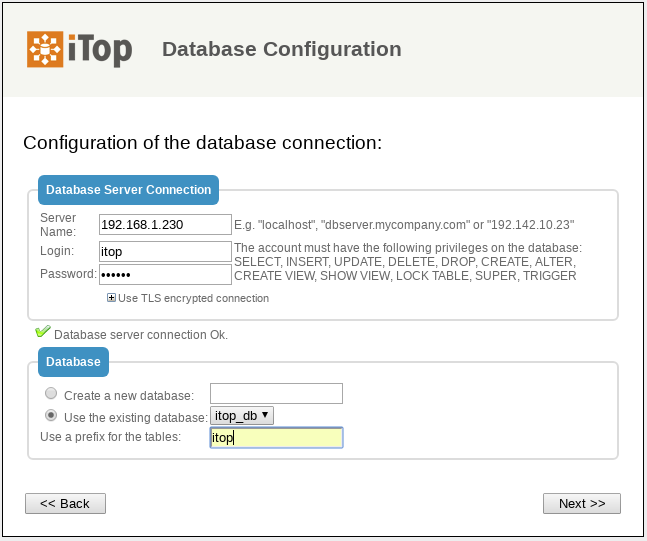 iTop
Database Configuration
Configuration of the database connection:
Database Server Connection
Server
Name:
192.168.1.230
E.g. "localhost", "dbserver.mycompany.com" or "192.142.10.23"
Login:
itop
The account must have the following privileges on the database:
SELECT, INSERT, UPDATE, DELETE, DROP, CREATE, ALTER,
CREATE VIEW, SHOW VIEW, LOCK TABLE, SUPER, TRIGGER
Password:
••••••
Use TLS encrypted connection
Database server connection Ok.
Database
Create a new database:
Use the existing database:
itop_db
Use a prefix for the tables:
itop
<< Back
Next >>